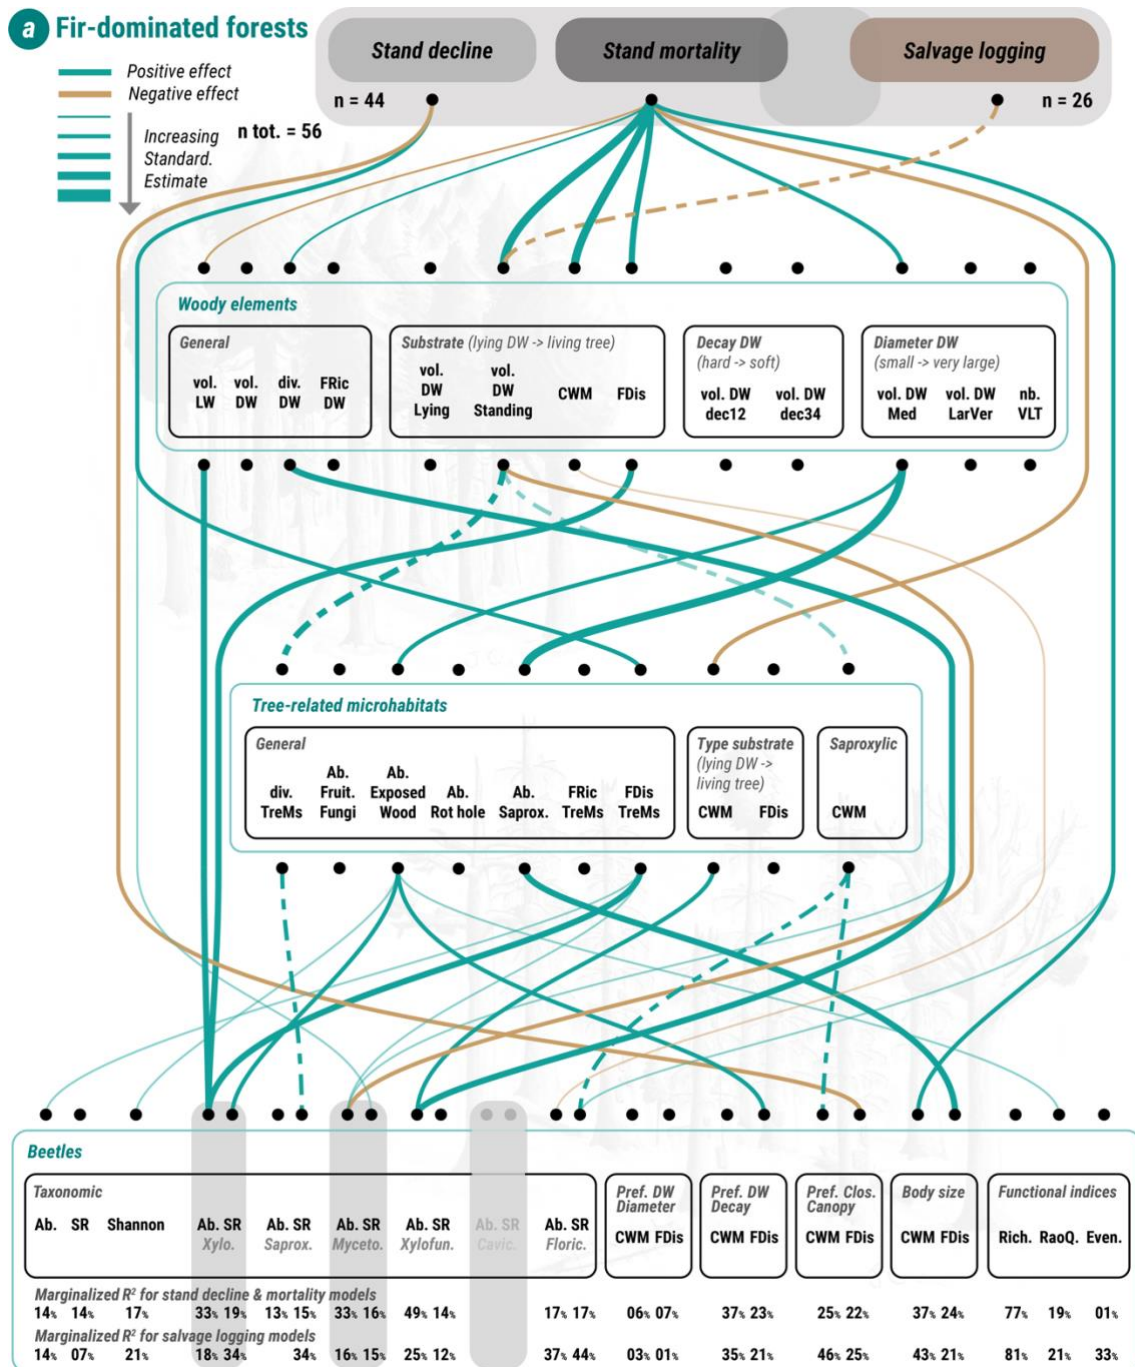 a Fir-dominated forests
Stand decline
Stand mortality
Salvage logging
Positive effect
Negative effect
n = 44
n = 26
Increasing
Standard.
Estimate
n tot. = 56
Woody elements
General
vol. LW
vol. DW
div. DW
FRic DW
Substrate (lying DW -> living tree)
vol. DW Lying
vol. DW Standing
CWM
FDis
Decay DW
(hard -> soft)
vol. DW dec12
vol. DW dec34
Diameter DW
(small -> very large)
vol. DW Med
vol. DW LarVer
nb. VLT
Tree-related microhabitats
General
div. TreMs
Ab. Fruit. Fungi
Ab. Exposed Wood
Ab. Rot hole
Ab. Saprox.
FRic TreMs
FDis TreMs
Type substrate
(lying DW ->
living tree)
CWM FDis
Saproxylic
CWM
Beetles
Taxonomic
Ab. SR Shannon
Ab. SR
Xylo.
Ab. SR
Saprox.
Ab. SR
Myceto.
Ab. SR
Xylofun.
Ab. SR
Cavic.
Ab. SR
Floric.
Pref. DW
Diameter
CWM FDis
Pref. DW
Decay
CWM FDis
Pref. Clos.
Canopy
CWM FDis
Body size
CWM FDis
Functional indices
Rich. RaoQ. Even.
Marginalized R² for stand decline & mortality models
14% 14% 17% 33% 19% 13% 15% 33% 16% 49% 14% 17% 17% 06% 07% 37% 23% 25% 22% 37% 24% 77% 19% 01%
Marginalized R² for salvage logging models
14% 07% 21% 18% 34% 34% 16% 15% 25% 12% 37% 44% 03% 01% 35% 21% 46% 25% 43% 21% 81% 21% 33%